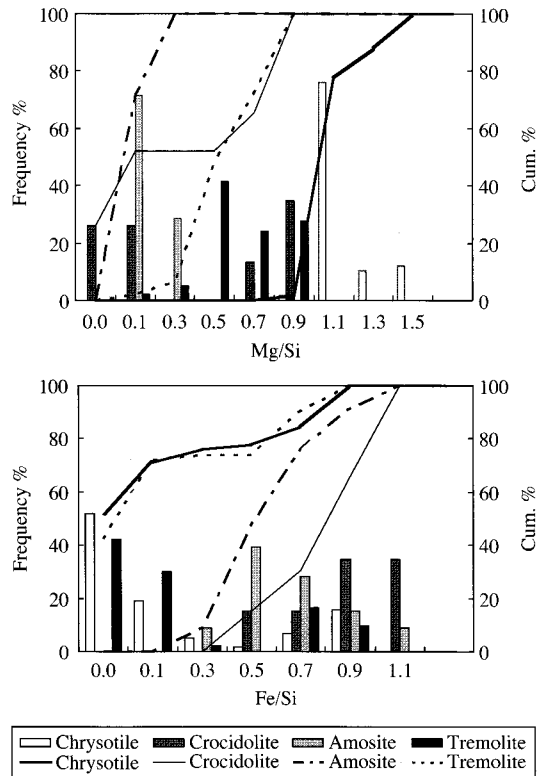 100 100
80 80
60 60
40 40
20 20
0 0
Frequency %
Cum. %
0.0 0.1 0.3 0.5 0.7 0.9 1.1 1.3 1.5
Mg/Si
100 100
80 80
60 60
40 40
20 20
0 0
Frequency %
Cum. %
0.0 0.1 0.3 0.5 0.7 0.9 1.1
Fe/Si
Chrysotile Crocidolite Amosite Tremolite
Chrysotile Crocidolite Amosite Tremolite